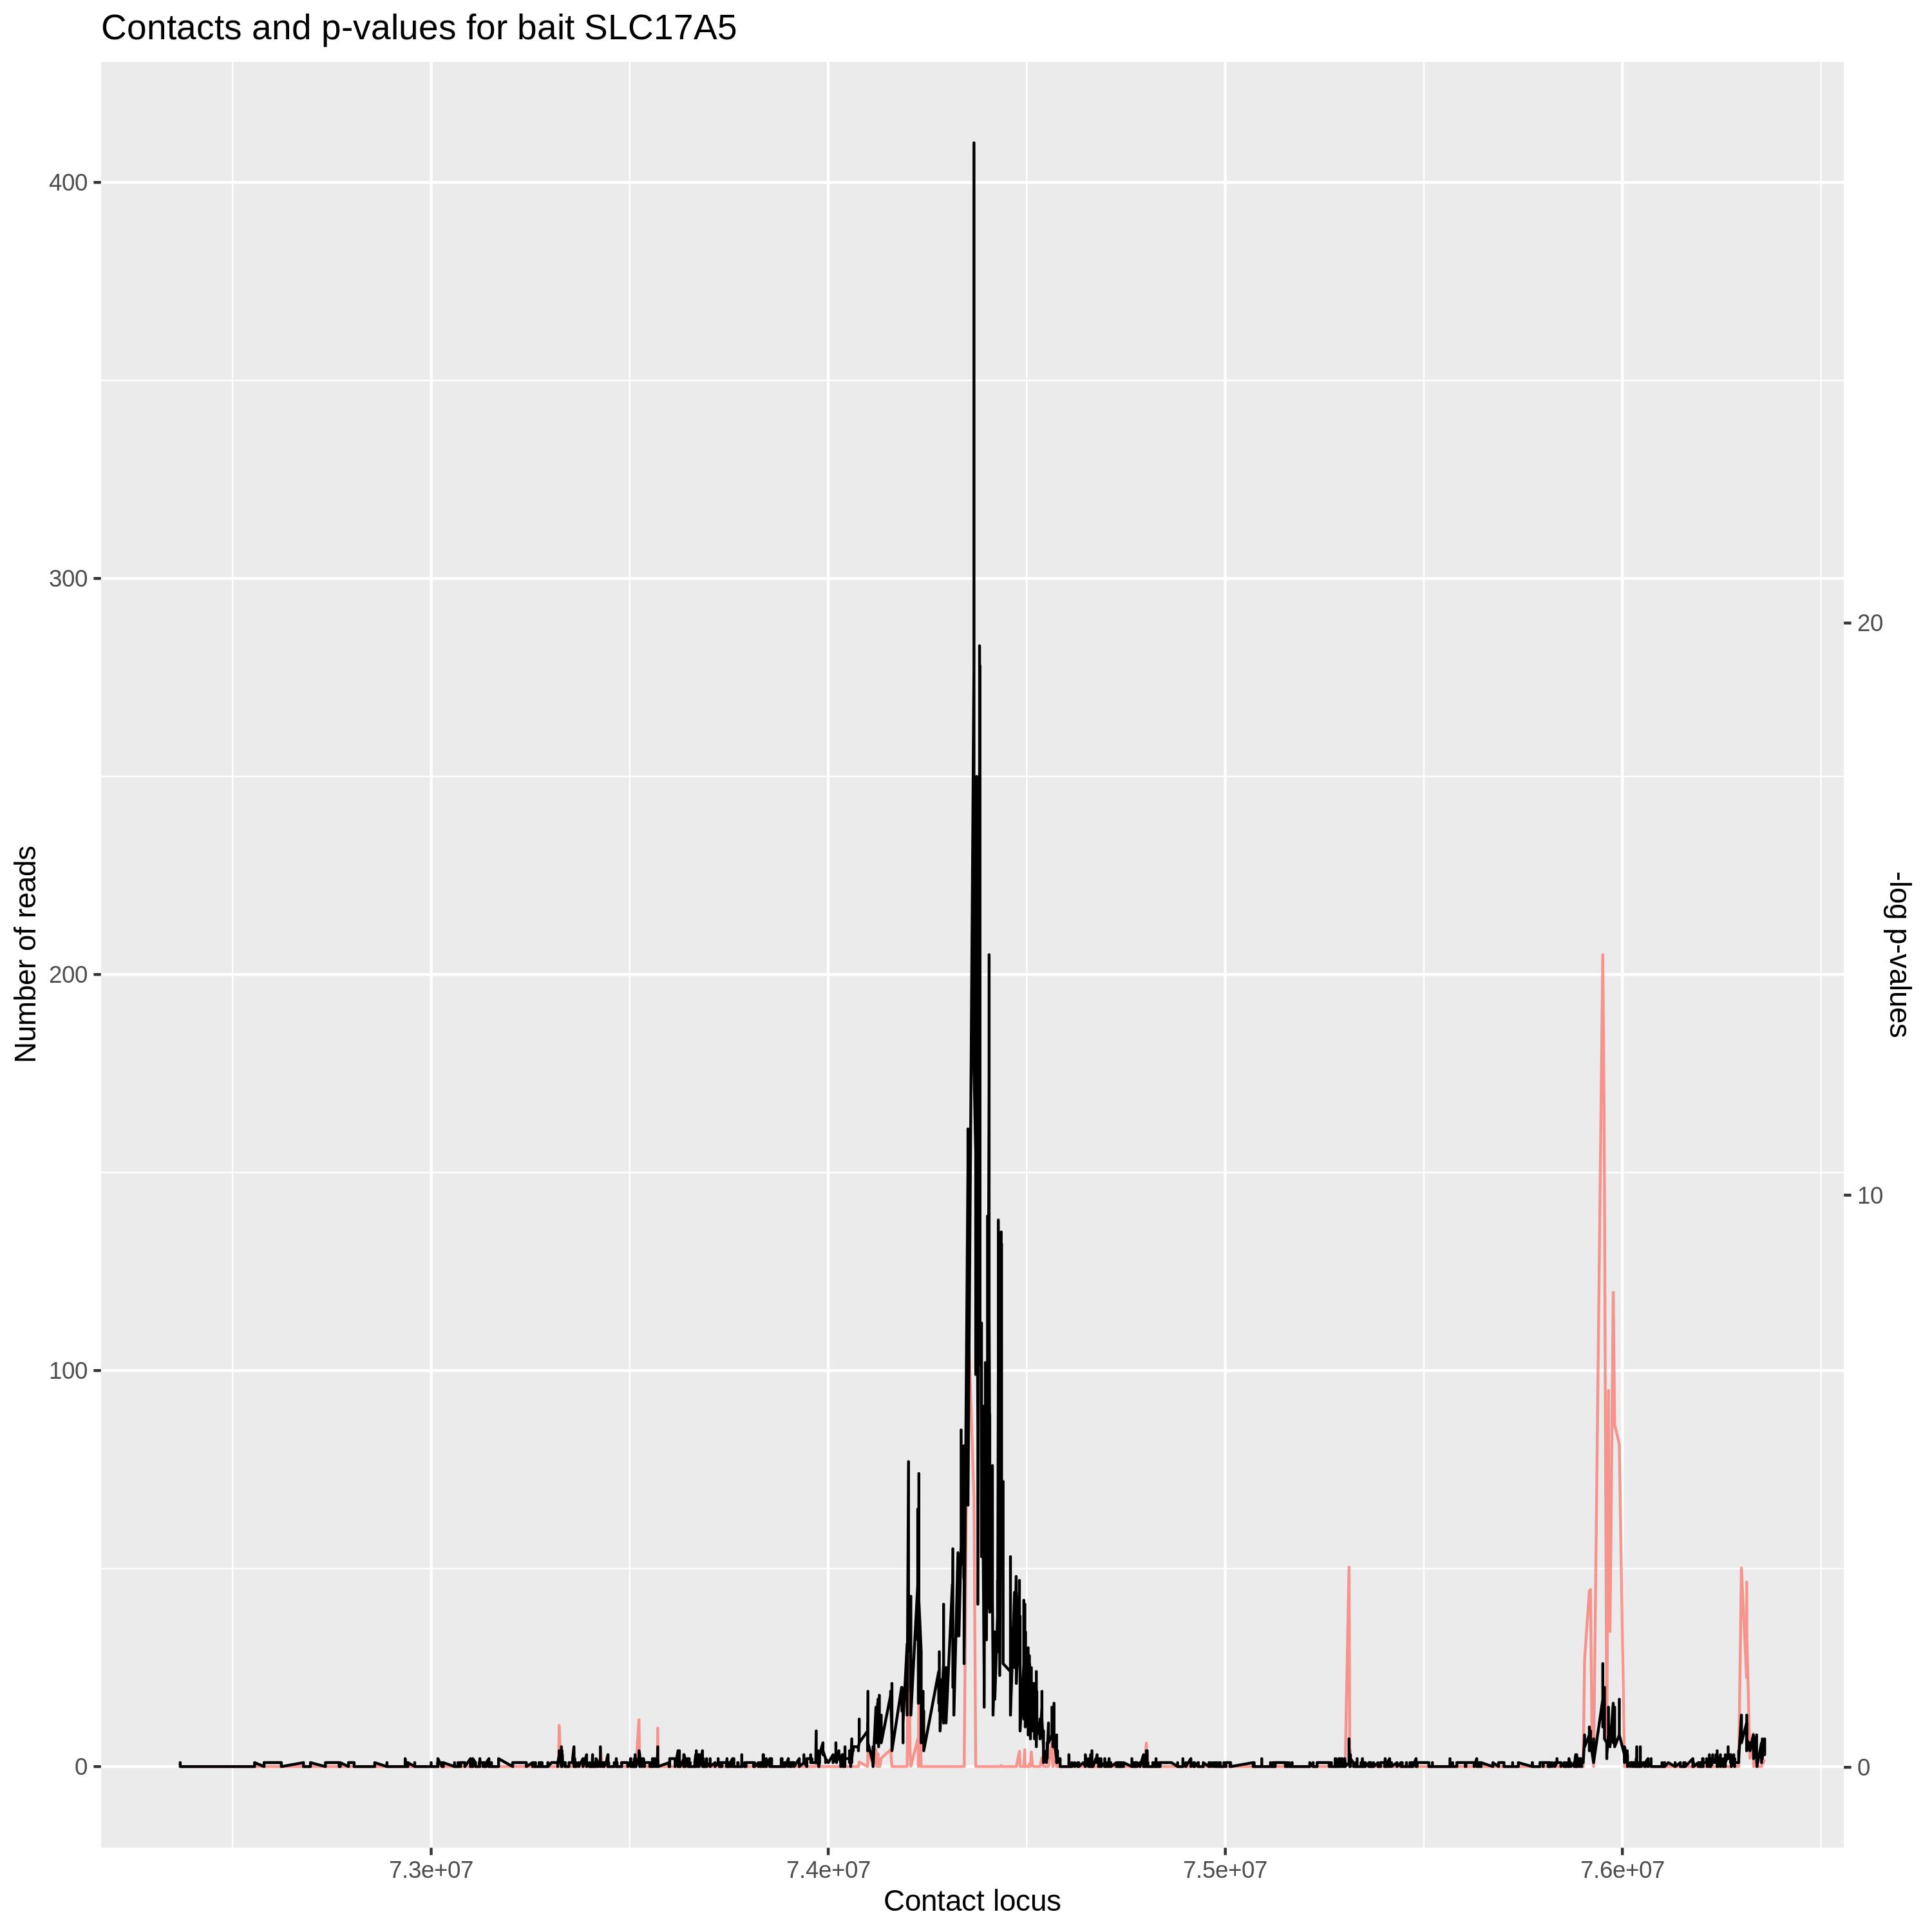 Contacts and p-values for bait SLC17A5
400
300
200
100
0
Number of reads
20
10
0
-log p-values
7.3e+07 7.4e+07 7.5e+07 7.6e+07
Contact locus